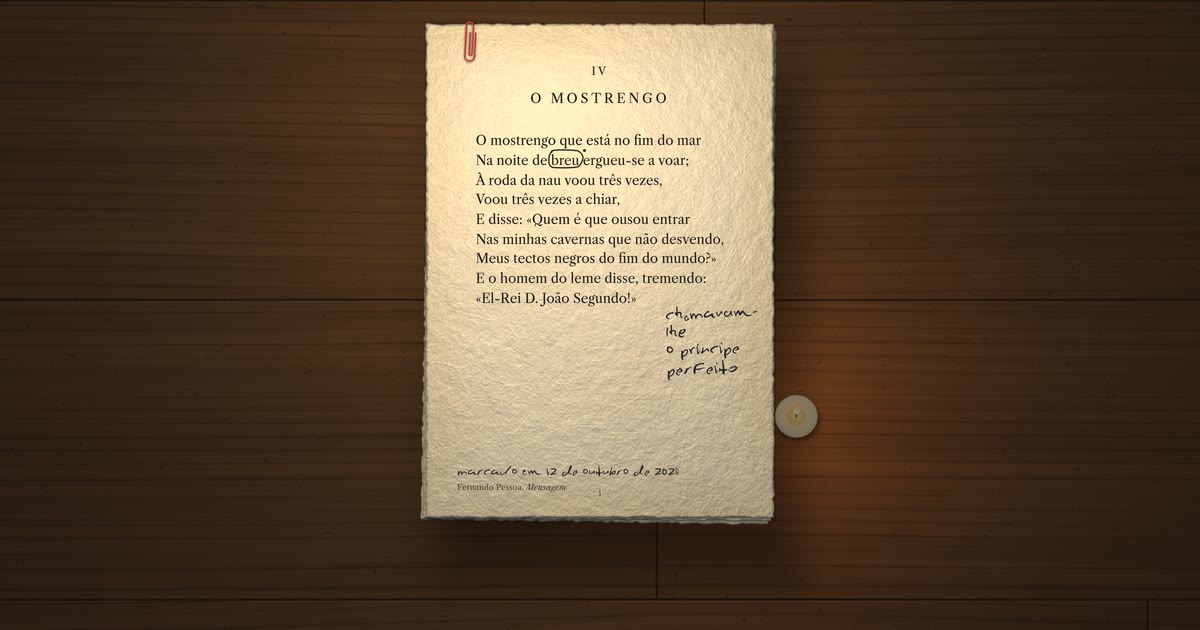 IV
O MOSTRENGO
O mostrengo que está no fim do mar
Na noite de breu ergueu-se a voar;
À roda da nau voou três vezes,
Voou três vezes a chiar,
E disse: «Quem é que ousou entrar
Nas minhas cavernas que não desvendo,
Meus tectos negros do fim do mundo?»
E o homem do leme disse, tremendo:
«El-Rei D. João Segundo!»
chamavam-
lhe
o príncipe
perfeito
marcado em 12 de outubro de
Fernando Pessoa, Mensagem
1